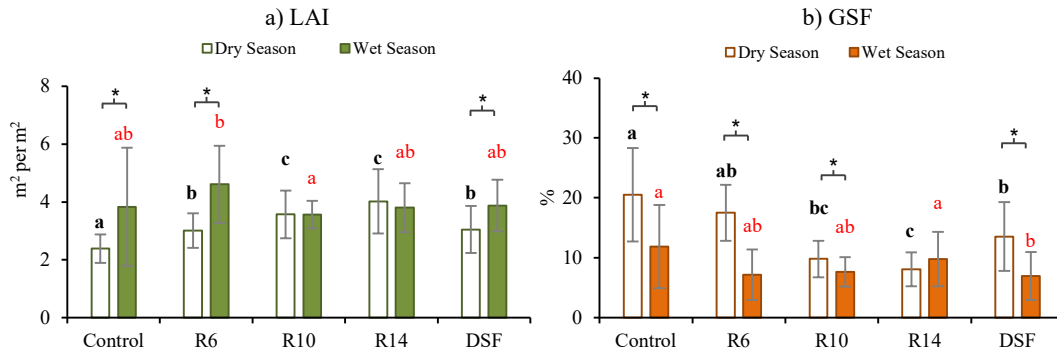 a) LAI
Dry Season Wet Season
m² per m²
8
6
4
2
0
* * *
a ab b b c a c ab b ab
Control R6 R10 R14 DSF
b) GSF
Dry Season Wet Season
%
40
30
20
10
0
* * * *
a a ab ab bc ab c a b b
Control R6 R10 R14 DSF